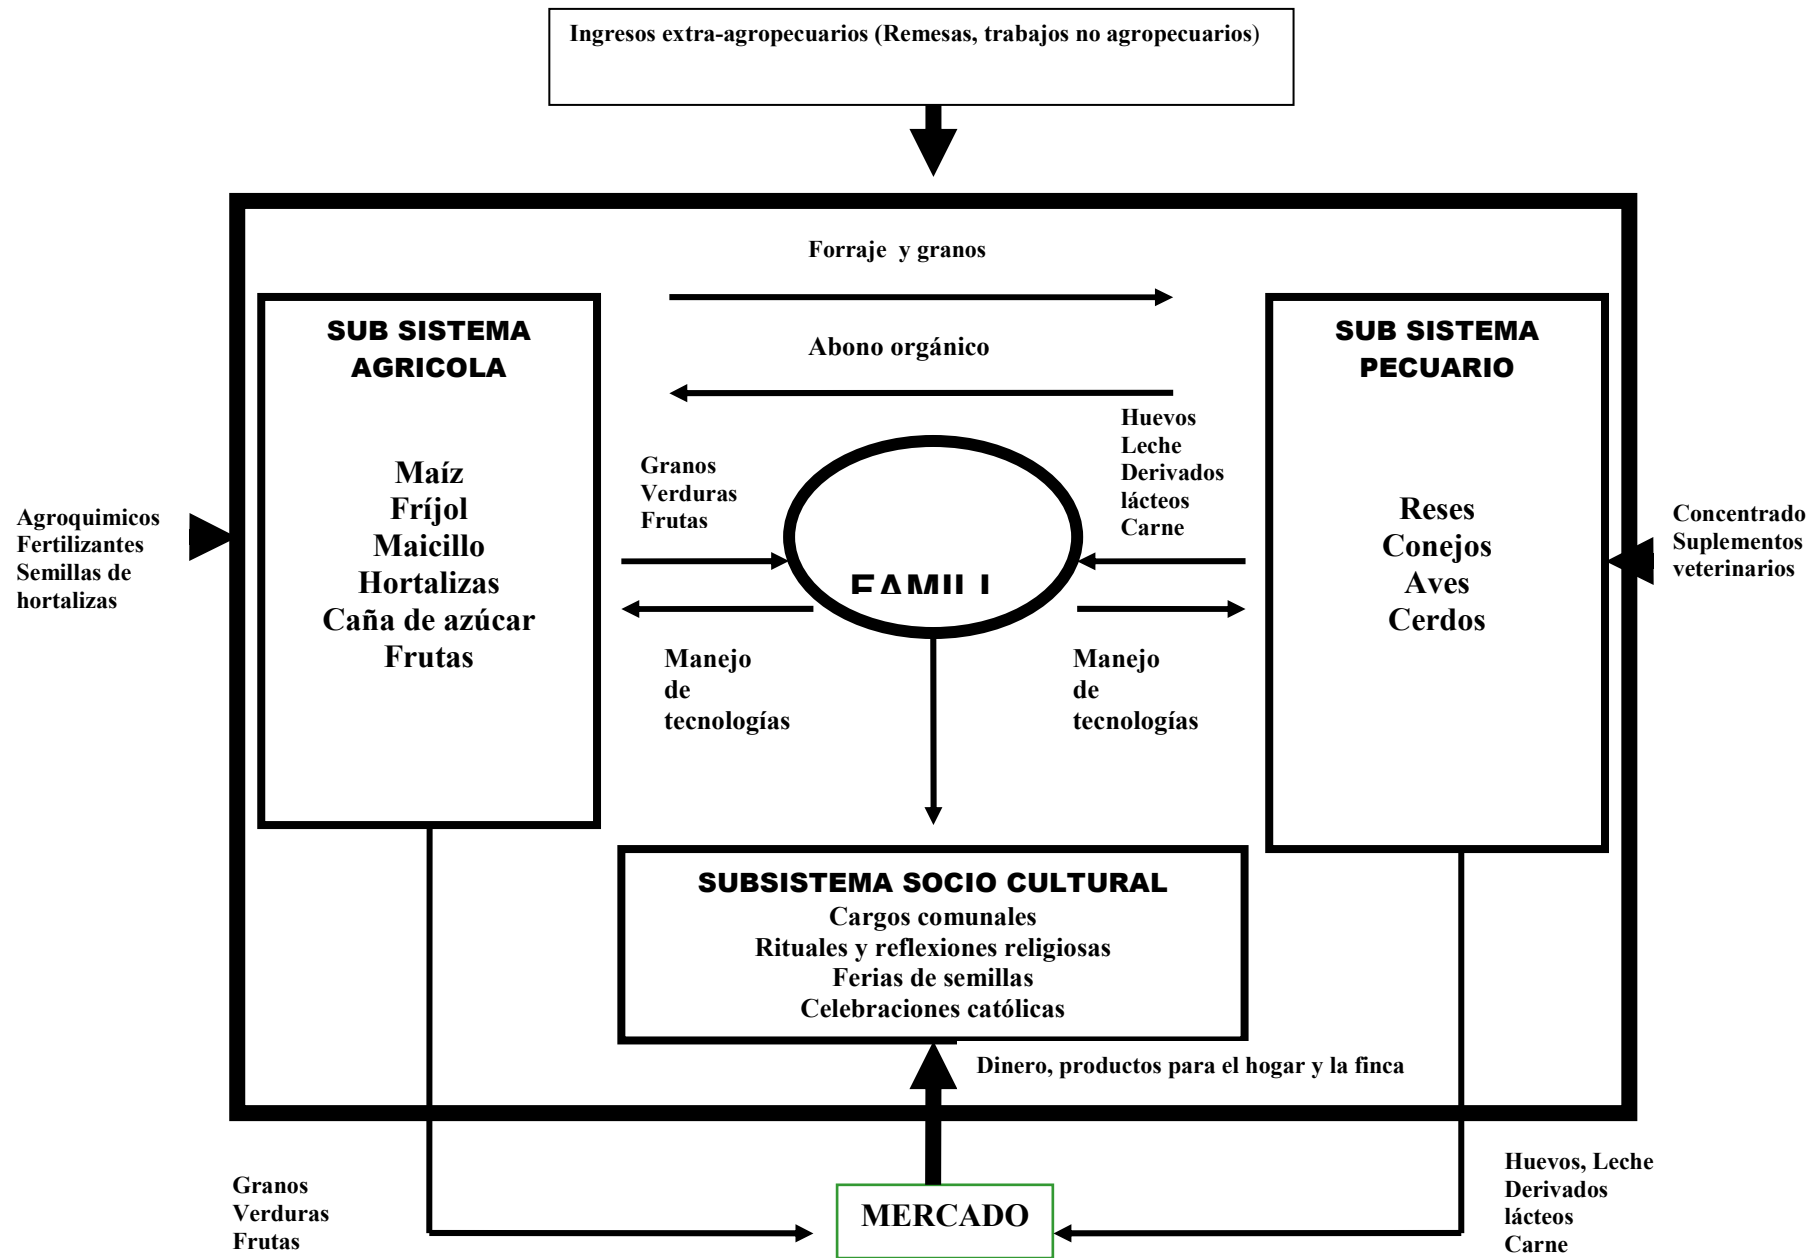 Ingresos extra-agropecuarios (Remesas, trabajos no agropecuarios)
Forraje y granos
SUB SISTEMA
AGRICOLA
Maíz
Fríjol
Maicillo
Hortalizas
Caña de azúcar
Frutas
Abono orgánico
SUB SISTEMA
PECUARIO
Reses
Conejos
Aves
Cerdos
Granos
Verduras
Frutas
Huevos
Leche
Derivados
lácteos
Carne
Agroquimicos
Fertilizantes
Semillas de
hortalizas
FAMILI
Concentrado
Suplementos
veterinarios
Manejo
de
tecnologías
Manejo
de
tecnologías
SUBSISTEMA SOCIO CULTURAL
Cargos comunales
Rituales y reflexiones religiosas
Ferias de semillas
Celebraciones católicas
Dinero, productos para el hogar y la finca
Granos
Verduras
Frutas
MERCADO
Huevos, Leche
Derivados
lácteos
Carne